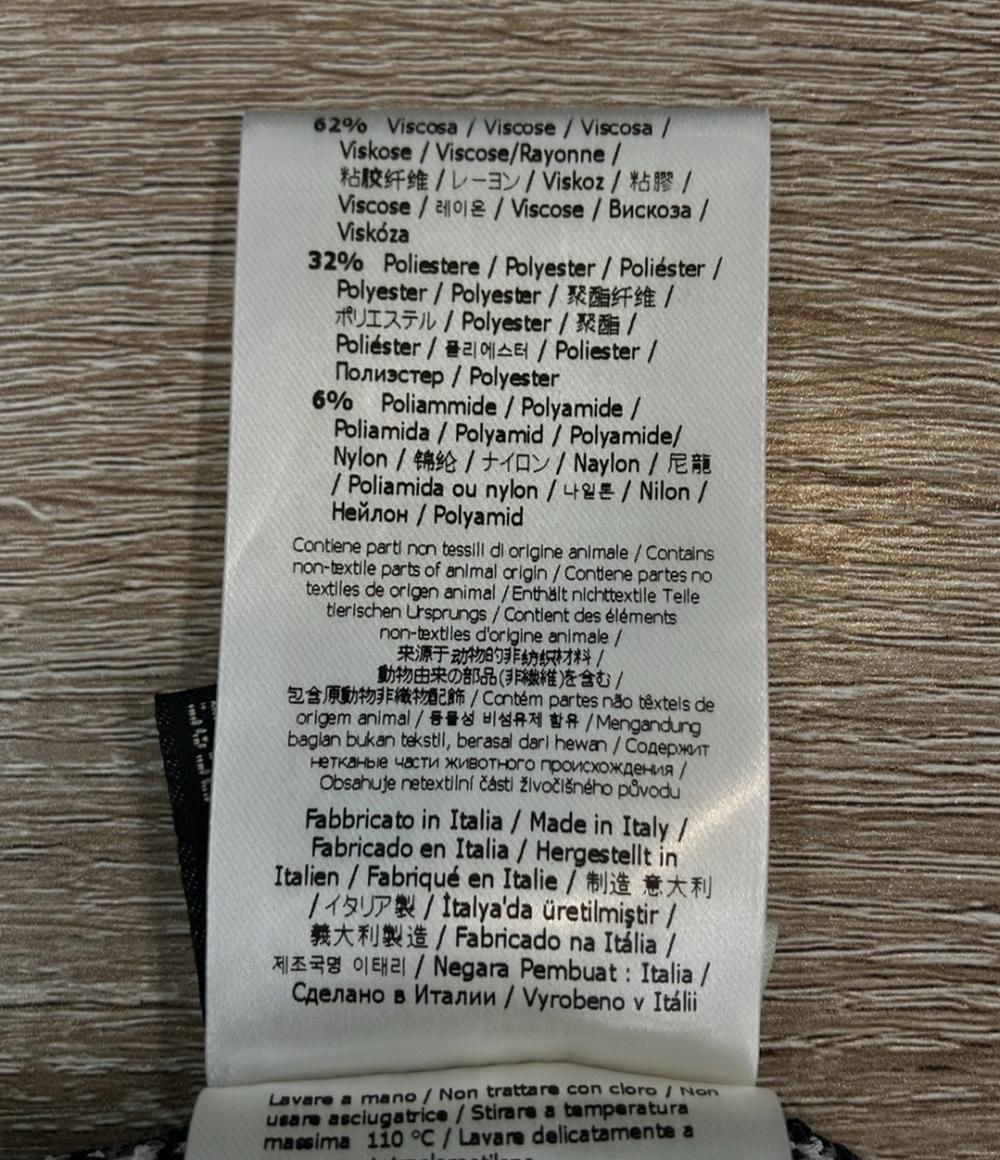 62% Viscosa / Viscose / Viscosa /
Viskose / Viscose/Rayonne /
粘胶纤维 / レーヨン / Viskoz / 粘膠 /
Viscose / 레이온 / Viscose / Вискоза /
Viskóza
32% Poliestere / Polyester / Poliéster /
Polyester / Polyester / 聚酯纤维 /
ポリエステル / Polyester / 聚酯 /
Poliéster / 폴리에스터 / Poliester /
Полиэстер / Polyester
6% Poliammide / Polyamide /
Poliamida / Polyamid / Polyamide/
Nylon / 锦纶 / ナイロン / Naylon / 尼龍
/ Poliamida ou nylon / 나일론 / Nilon /
Нейлон / Polyamid
Contiene parti non tessili di origine animale / Contains
non-textile parts of animal origin / Contiene partes no
textiles de origen animal / Enthält nichttextile Teile
tierischen Ursprungs / Contient des éléments
non-textiles d'origine animale /
来源于动物的非纺织材料 /
動物由来の部品(非繊維)を含む /
包含原動物非織物配飾 / Contém partes não têxteis de
origem animal / 동물성 비섬유제 함유 / Mengandung
bagian bukan tekstil, berasal dari hewan / Содержит
нетканые части животного происхождения /
Obsahuje netextilní části živočišného původu
Fabbricato in Italia / Made in Italy /
Fabricado en Italia / Hergestellt in
Italien / Fabriqué en Italie / 制造 意大利
/ イタリア製 / İtalya'da üretilmiştir /
義大利製造 / Fabricado na Itália /
제조국명 이태리 / Negara Pembuat : Italia /
Сделано в Италии / Vyrobeno v Itálii
Lavare a mano / Non trattare con cloro / Non
usare asciugatrice / Stirare a temperatura
massima 110 °C / Lavare delicatamente a